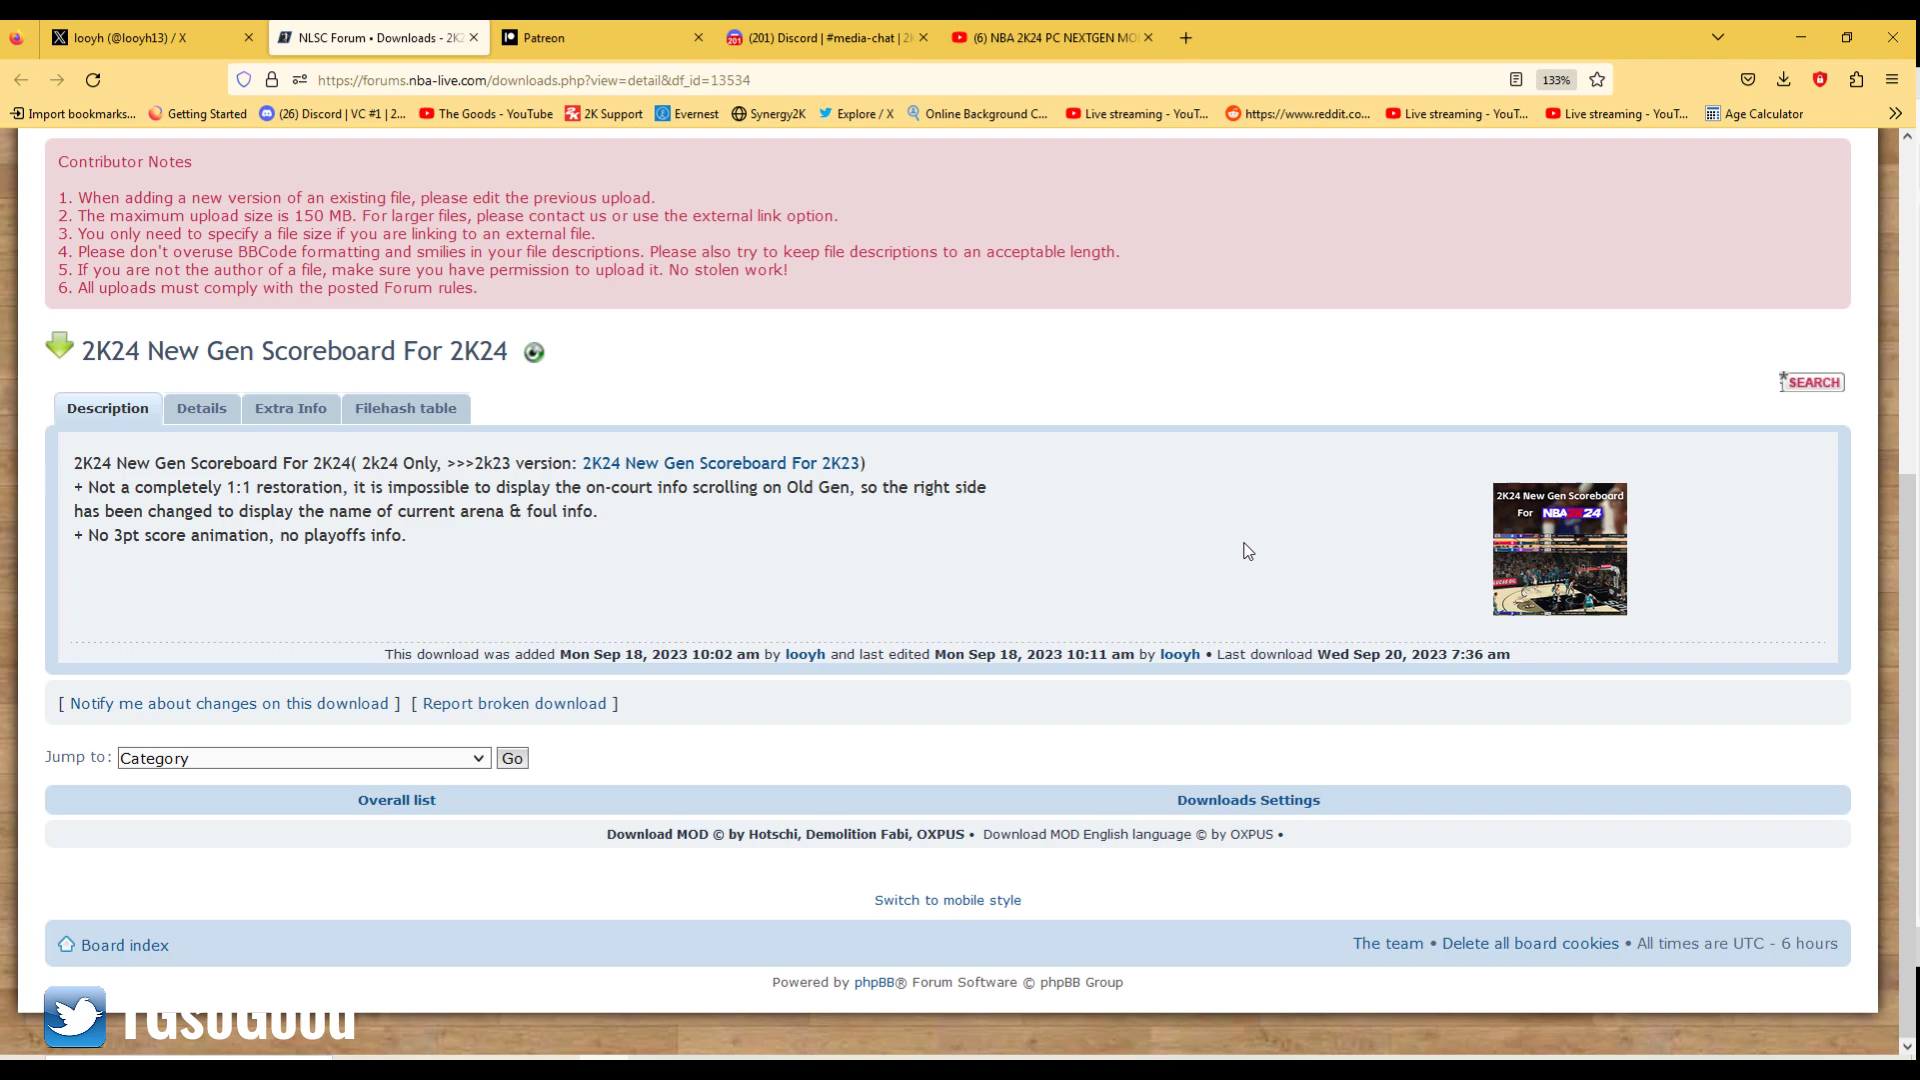 looyh (@looyh13) / X
NLSC Forum • Downloads - 2K2
Patreon
(201) Discord | #media-chat | 2K
(6) NBA 2K24 PC NEXTGEN MO
https://forums.nba-live.com/downloads.php?view=detail&df_id=13534
133%
Import bookmarks...
Getting Started
(26) Discord | VC #1 | 2...
The Goods - YouTube
2K Support
Evernest
Synergy2K
Explore / X
Online Background C...
Live streaming - YouT...
https://www.reddit.co...
Live streaming - YouT...
Live streaming - YouT...
Age Calculator
Contributor Notes
1. When adding a new version of an existing file, please edit the previous upload.
2. The maximum upload size is 150 MB. For larger files, please contact us or use the external link option.
3. You only need to specify a file size if you are linking to an external file.
4. Please don't overuse BBCode formatting and smilies in your file descriptions. Please also try to keep file descriptions to an acceptable length.
5. If you are not the author of a file, make sure you have permission to upload it. No stolen work!
6. All uploads must comply with the posted Forum rules.
2K24 New Gen Scoreboard For 2K24
SEARCH
Description
Details
Extra Info
Filehash table
2K24 New Gen Scoreboard For 2K24( 2k24 Only, >>>2k23 version: 2K24 New Gen Scoreboard For 2K23)
+ Not a completely 1:1 restoration, it is impossible to display the on-court info scrolling on Old Gen, so the right side
has been changed to display the name of current arena & foul info.
+ No 3pt score animation, no playoffs info.
2K24 New Gen Scoreboard
For NBA 2K24
This download was added Mon Sep 18, 2023 10:02 am by looyh and last edited Mon Sep 18, 2023 10:11 am by looyh • Last download Wed Sep 20, 2023 7:36 am
[ Notify me about changes on this download ] [ Report broken download ]
Jump to: Category Go
Overall list
Downloads Settings
Download MOD © by Hotschi, Demolition Fabi, OXPUS • Download MOD English language © by OXPUS •
Switch to mobile style
Board index
The team • Delete all board cookies • All times are UTC - 6 hours
Powered by phpBB® Forum Software © phpBB Group
TGsoGood